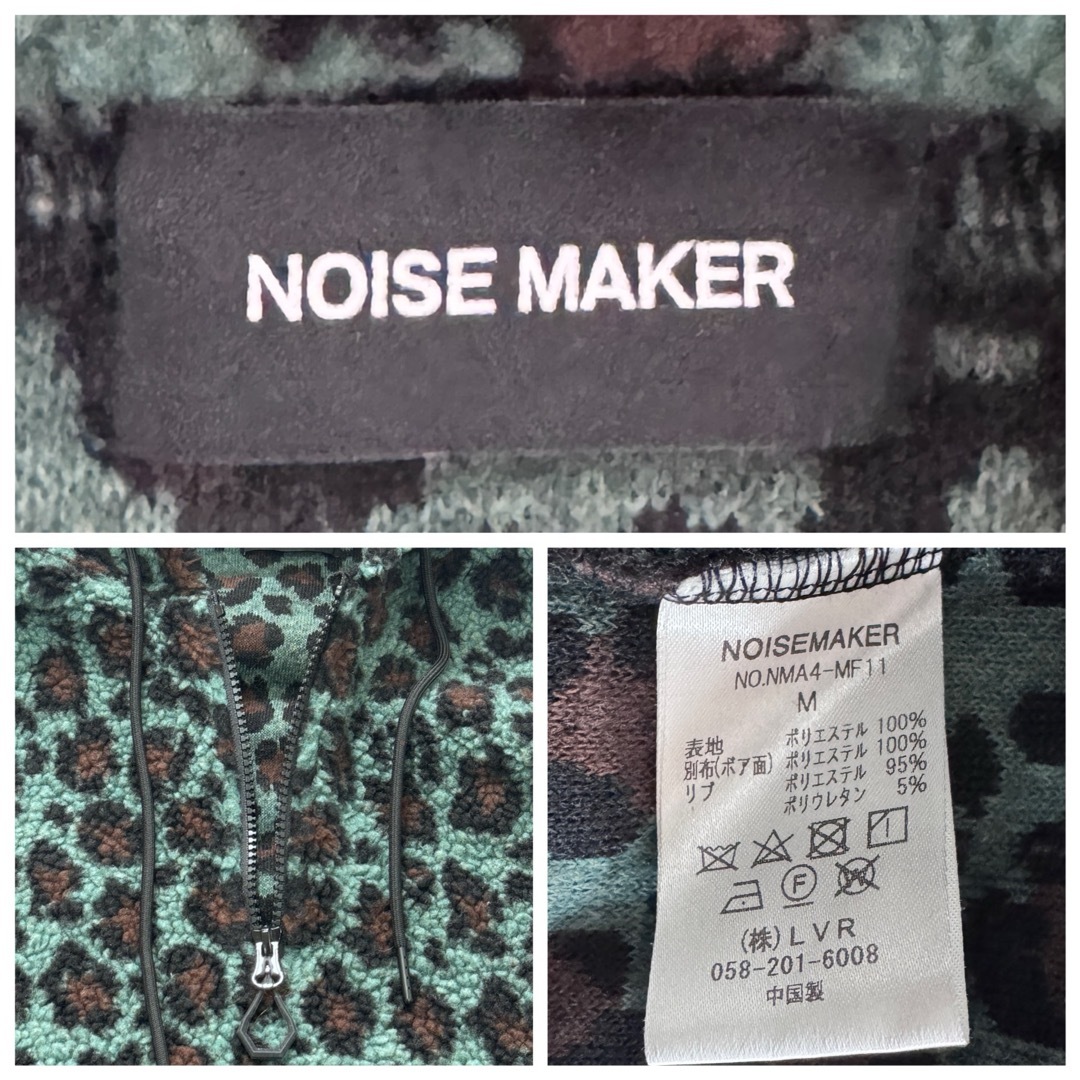 NOISE MAKER
NOISEMAKER
NO.NMA4-MF11
M
表地 ポリエステル 100%
別布(ボア面) ポリエステル 100%
リブ ポリエステル 95%
ポリウレタン 5%
F
W
(株)LVR
058-201-6008
中国製